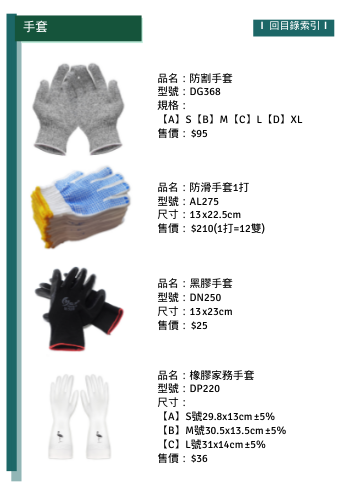 手套
I 回目錄索引 I
品名：防割手套
型號：DG368
規格：
【A】S【B】M【C】L【D】XL
售價： $95
品名：防滑手套1打
型號：AL275
尺寸：13x22.5cm
售價： $210(1打=12雙)
品名：黑膠手套
型號：DN250
尺寸：13x23cm
售價： $25
品名：橡膠家務手套
型號：DP220
尺寸：
【A】S號29.8x13cm±5%
【B】M號30.5x13.5cm±5%
【C】L號31x14cm±5%
售價： $36